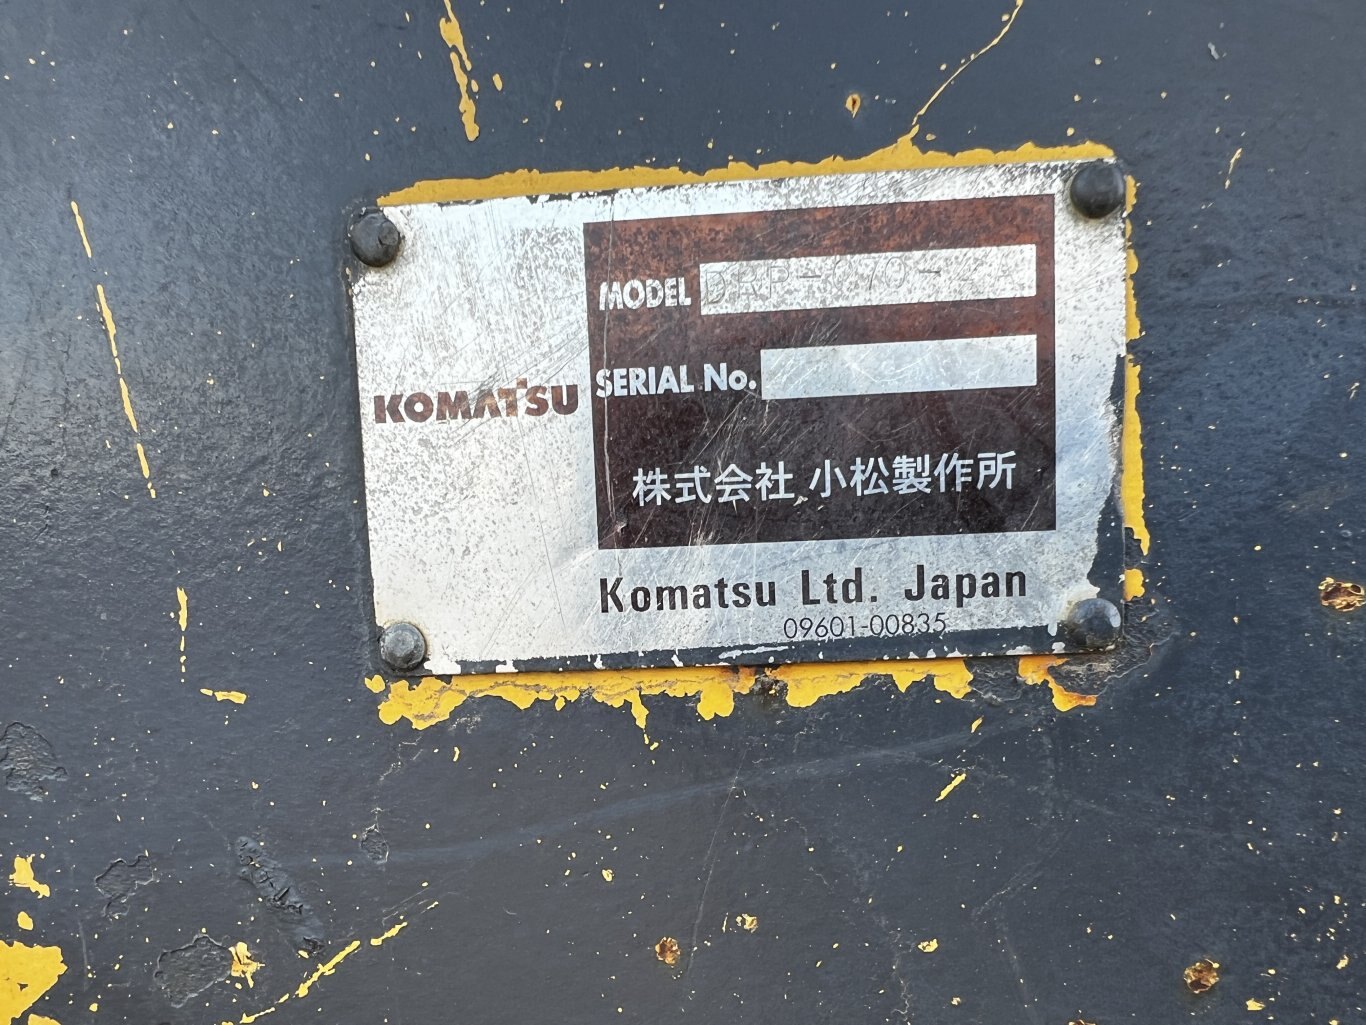 KOMATSU
MODEL
SERIAL No.
株式会社 小松製作所
Komatsu Ltd. Japan
09601-00835